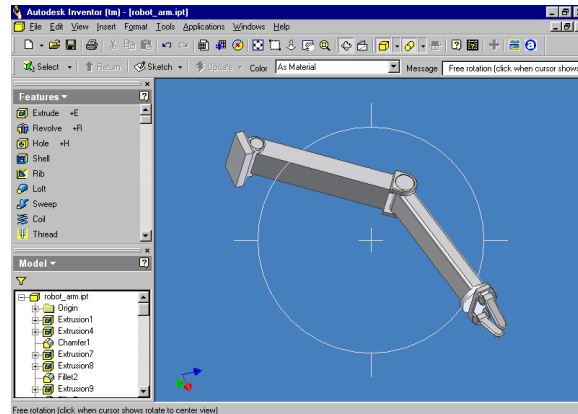 Autodesk Inventor (tm) - [robot_arm.ipt]
File Edit View Insert Format Tools Applications Windows Help
Select Return Sketch Update Color As Material Message Free rotation (click when cursor shows
Features
Extrude +E
Revolve +R
Hole +H
Shell
Rib
Loft
Sweep
Coil
Thread
Model
robot_arm.ipt
Origin
Extrusion1
Extrusion4
Chamfer1
Extrusion7
Extrusion8
Fillet2
Extrusion9
Free rotation (click when cursor shows rotate to center view)